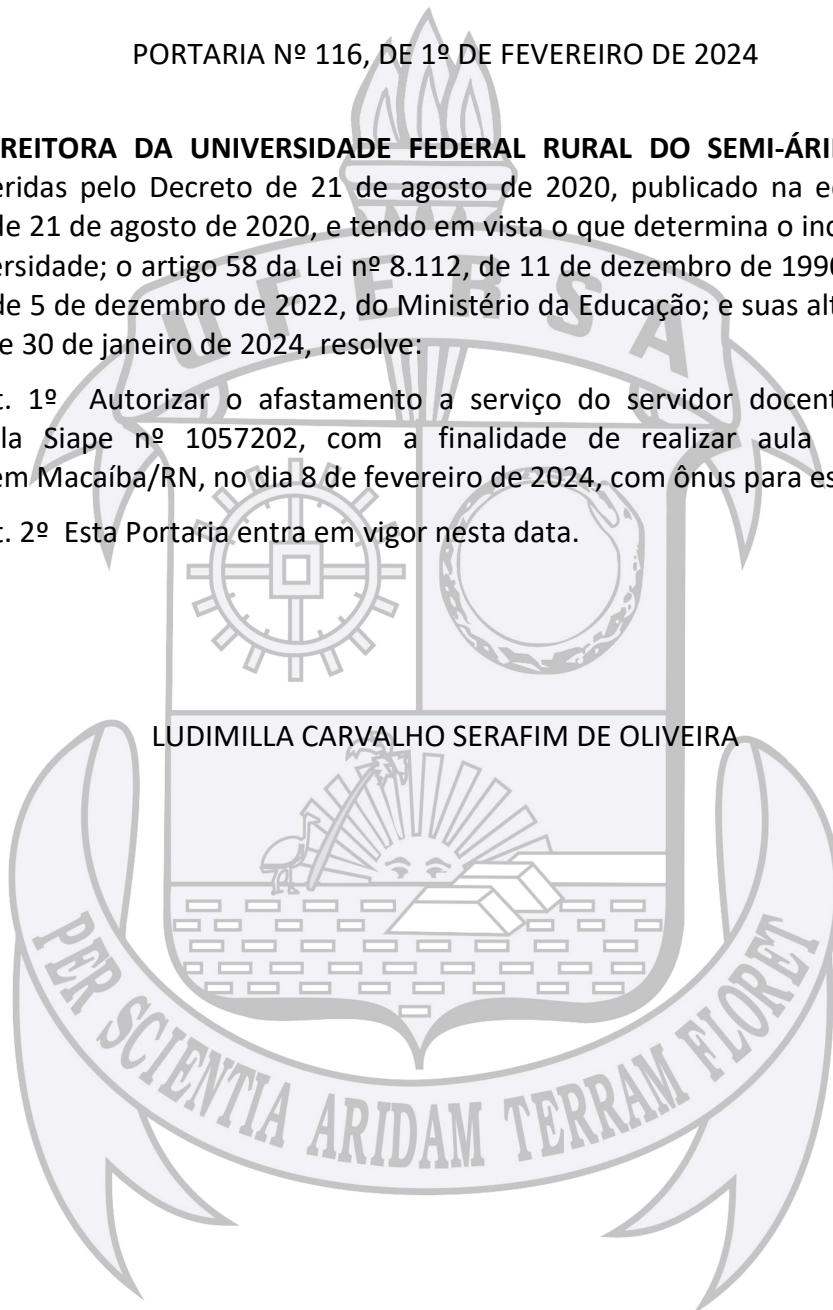 PORTARIA Nº 116, DE 1º DE FEVEREIRO DE 2024
REITORA DA UNIVERSIDADE FEDERAL RURAL DO SEMI-ÁRI
eridas pelo Decreto de 21 de agosto de 2020, publicado na e
de 21 de agosto de 2020, e tendo em vista o que determina o inc
ersidade; o artigo 58 da Lei nº 8.112, de 11 de dezembro de 1990
de 5 de dezembro de 2022, do Ministério da Educação; e suas alt
e 30 de janeiro de 2024, resolve:
t. 1º Autorizar o afastamento a serviço do servidor docent
la Siape nº 1057202, com a finalidade de realizar aula
em Macaíba/RN, no dia 8 de fevereiro de 2024, com ônus para es
t. 2º Esta Portaria entra em vigor nesta data.
LUDIMILLA CARVALHO SERAFIM DE OLIVEIRA
UFERSA
PER SCIENTIA ARIDAM TERRAM FLORET